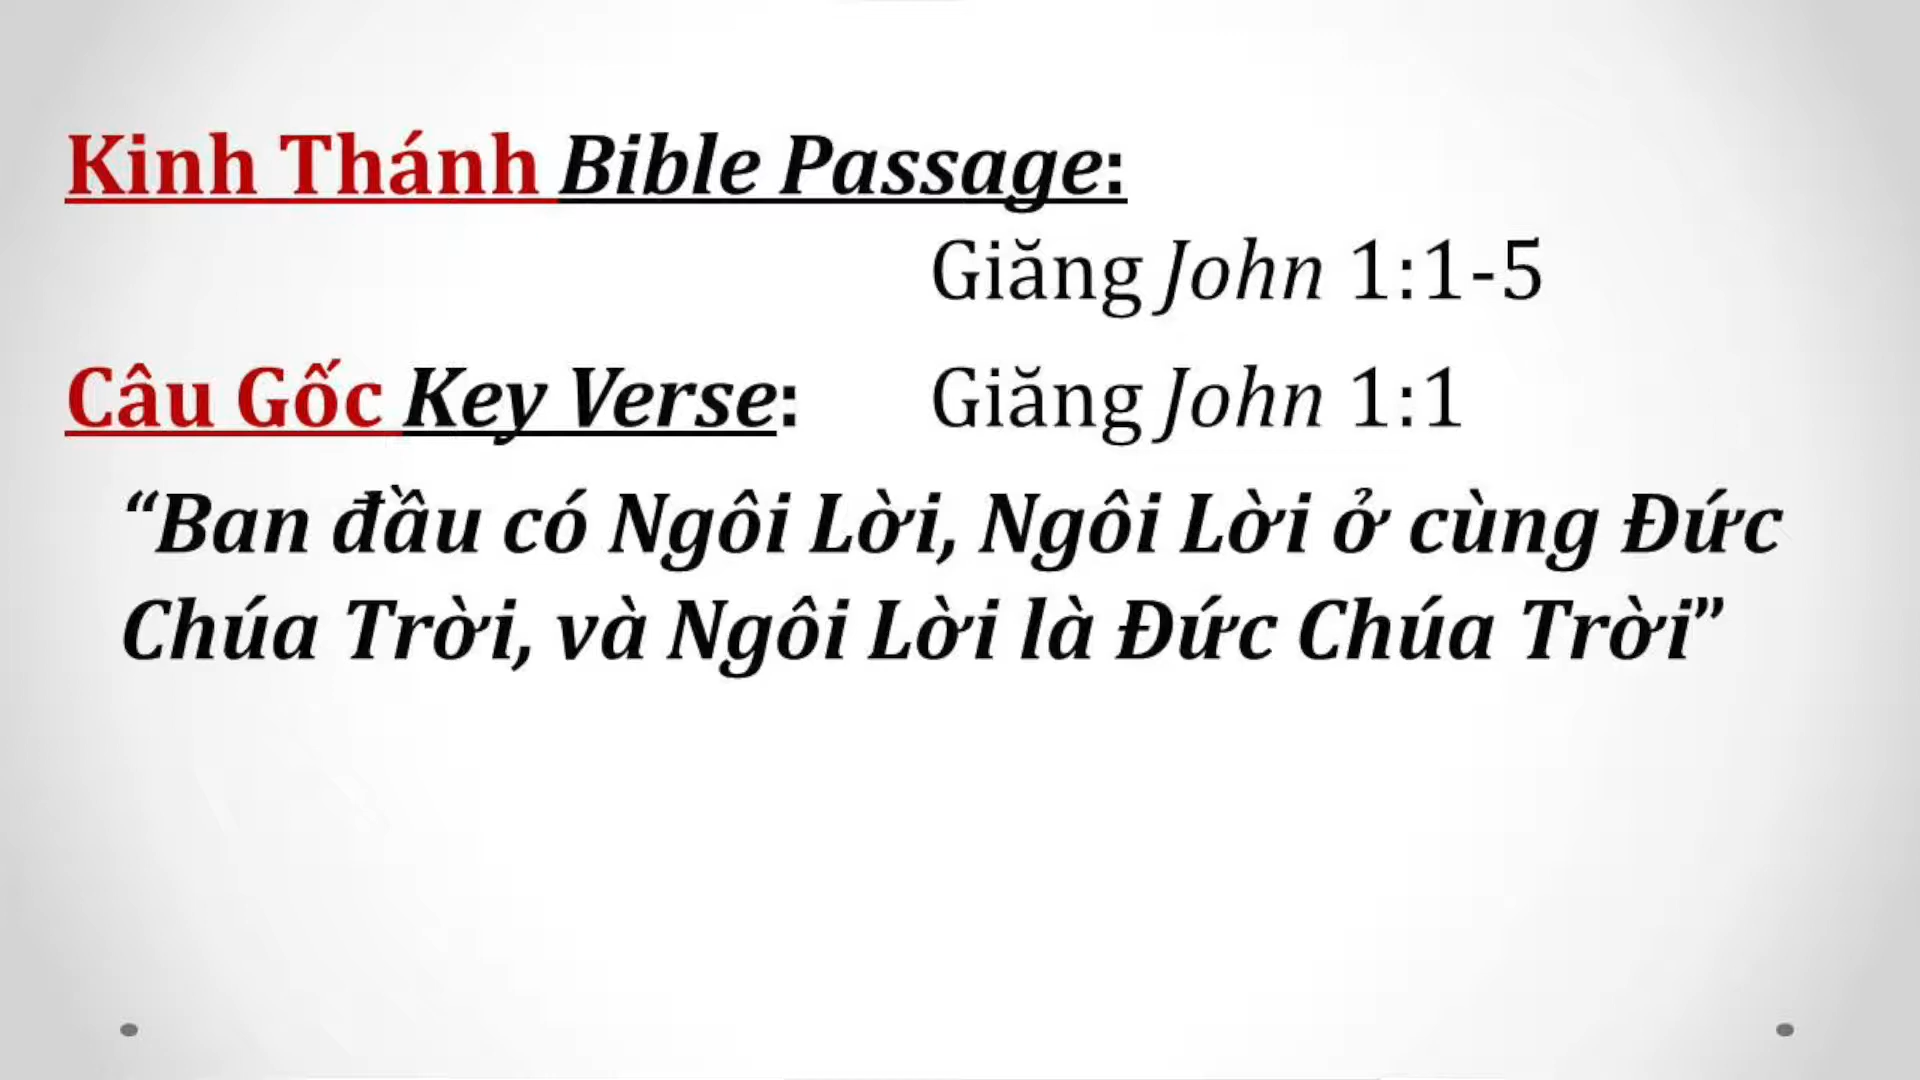 Kinh Thánh Bible Passage:
Giăng John 1:1-5
Câu Gốc Key Verse: Giăng John 1:1
“Ban đầu có Ngôi Lời, Ngôi Lời ở cùng Đức
Chúa Trời, và Ngôi Lời là Đức Chúa Trời”